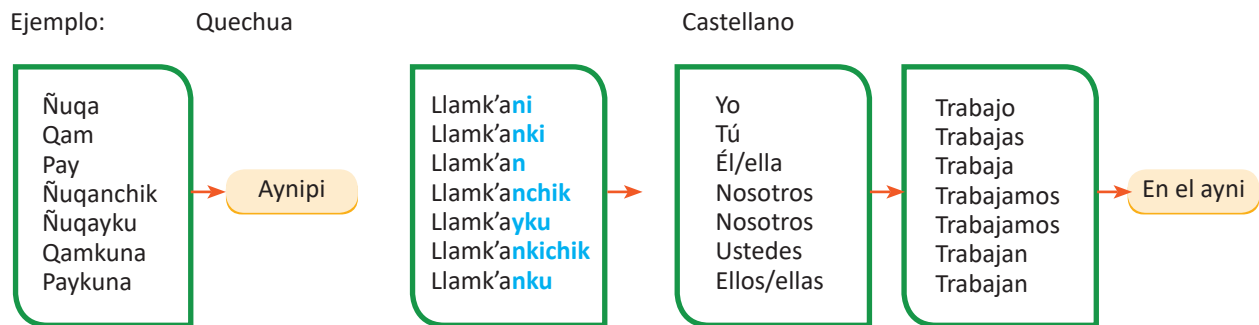 Ejemplo: Quechua Castellano
Ñuqa
Qam
Pay
Ñuqanchik
Ñuqayku
Qamkuna
Paykuna
Aynipi
Llamk’ani
Llamk’anki
Llamk’an
Llamk’anchik
Llamk’ayku
Llamk’ankichik
Llamk’anku
Yo
Tú
Él/ella
Nosotros
Nosotros
Ustedes
Ellos/ellas
Trabajo
Trabajas
Trabaja
Trabajamos
Trabajamos
Trabajan
Trabajan
En el ayni